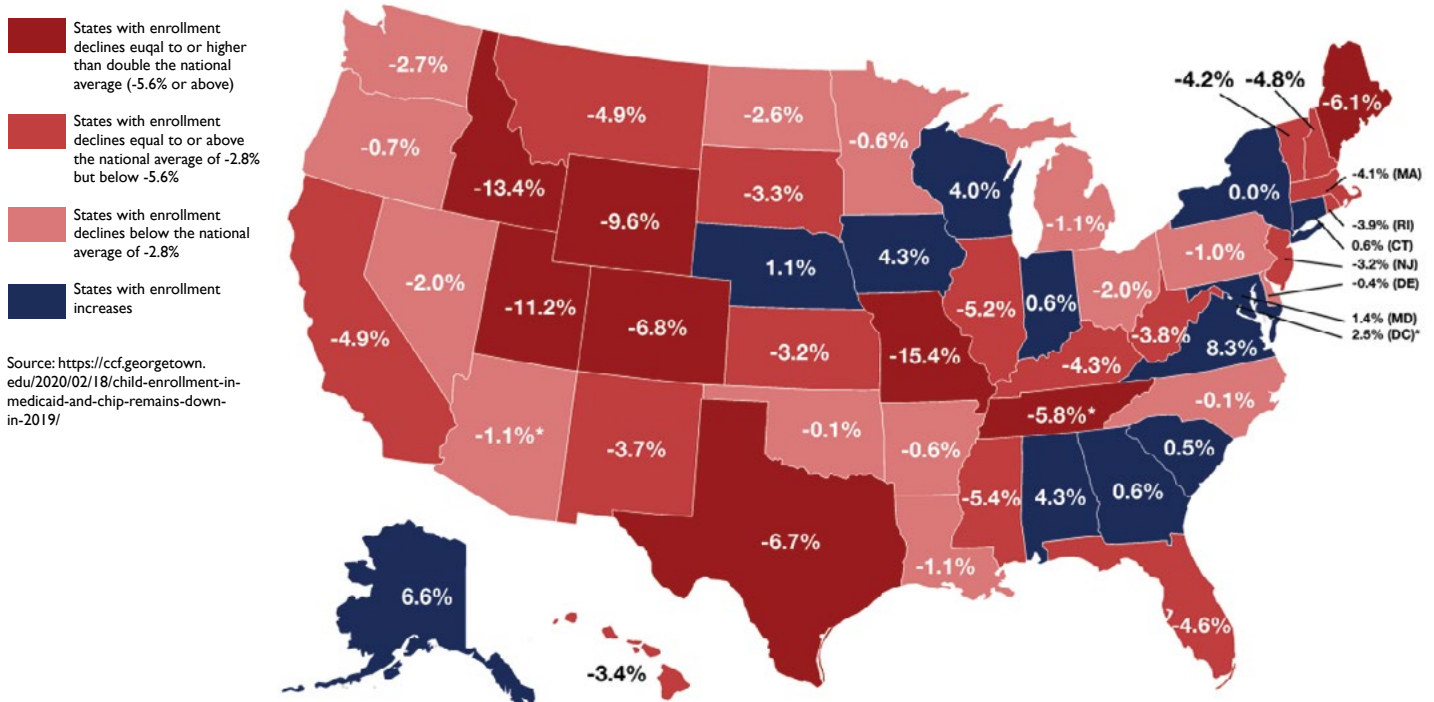 States with enrollment
declines euqal to or higher
than double the national
average (-5.6% or above)
States with enrollment
declines equal to or above
the national average of -2.8%
but below -5.6%
States with enrollment
declines below the national
average of -2.8%
States with enrollment
increases
Source: https://ccf.georgetown.
edu/2020/02/18/child-enrollment-in-
medicaid-and-chip-remains-down-
in-2019/
-2.7%
-0.7%
-4.9%
-13.4%
-9.6%
-2.6%
-3.3%
-0.6%
4.0%
-1.1%
-4.2%
-4.8%
-6.1%
0.0%
-4.1% (MA)
-3.9% (RI)
0.6% (CT)
-3.2% (NJ)
-0.4% (DE)
1.4% (MD)
2.5% (DC)*
-1.0%
-4.9%
-2.0%
-11.2%
-6.8%
1.1%
4.3%
-3.2%
-15.4%
-5.2%
0.6%
-2.0%
-3.8%
8.3%
-4.3%
-5.8%*
-0.1%
-1.1%*
-3.7%
-0.1%
-0.6%
-5.4%
4.3%
0.6%
0.5%
-6.7%
-1.1%
-4.6%
6.6%
-3.4%